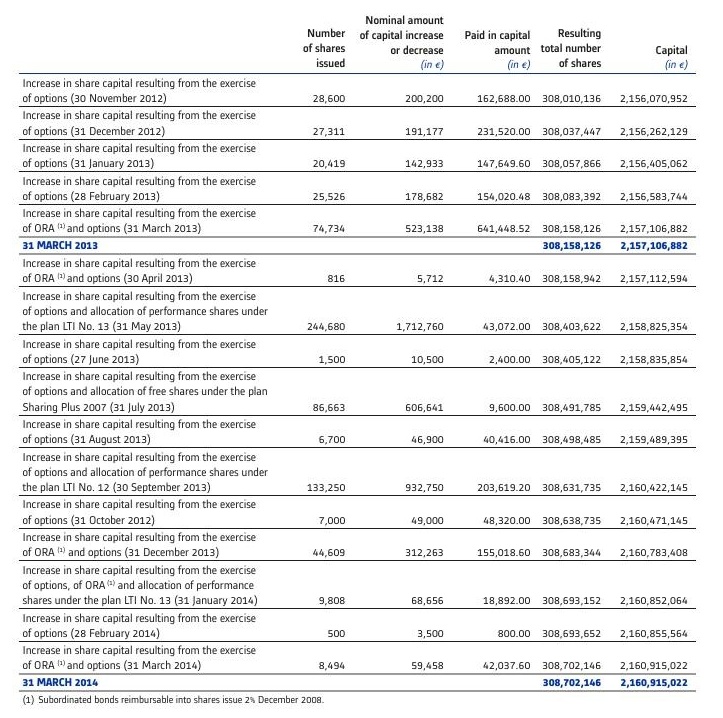 Number of shares issued | Nominal amount of capital increase or decrease (in €) | Paid in capital amount (in €) | Resulting total number of shares | Capital (in €)
Increase in share capital resulting from the exercise
of options (30 November 2012) 28,600 200,200 162,688.00 308,010,136 2,156,070,952
Increase in share capital resulting from the exercise
of options (31 December 2012) 27,311 191,177 231,520.00 308,037,447 2,156,262,129
Increase in share capital resulting from the exercise
of options (31 January 2013) 20,419 142,933 147,649.60 308,057,866 2,156,405,062
Increase in share capital resulting from the exercise
of options (28 February 2013) 25,526 178,682 154,020.48 308,083,392 2,156,583,744
Increase in share capital resulting from the exercise
of ORA (1) and options (31 March 2013) 74,734 523,138 641,448.52 308,158,126 2,157,106,882
31 MARCH 2013 308,158,126 2,157,106,882
Increase in share capital resulting from the exercise
of ORA (1) and options (30 April 2013) 816 5,712 4,310.40 308,158,942 2,157,112,594
Increase in share capital resulting from the exercise
of options and allocation of performance shares under
the plan LTI No. 13 (31 May 2013) 244,680 1,712,760 43,072.00 308,403,622 2,158,825,354
Increase in share capital resulting from the exercise
of options (27 June 2013) 1,500 10,500 2,400.00 308,405,122 2,158,835,854
Increase in share capital resulting from the exercise
of options and allocation of free shares under the plan
Sharing Plus 2007 (31 July 2013) 86,663 606,641 9,600.00 308,491,785 2,159,442,495
Increase in share capital resulting from the exercise
of options (31 August 2013) 6,700 46,900 40,416.00 308,498,485 2,159,489,395
Increase in share capital resulting from the exercise
of options and allocation of performance shares under
the plan LTI No. 12 (30 September 2013) 133,250 932,750 203,619.20 308,631,735 2,160,422,145
Increase in share capital resulting from the exercise
of options (31 October 2012) 7,000 49,000 48,320.00 308,638,735 2,160,471,145
Increase in share capital resulting from the exercise
of ORA (1) and options (31 December 2013) 44,609 312,263 155,018.60 308,683,344 2,160,783,408
Increase in share capital resulting from the exercise
of options, of ORA (1) and allocation of performance
shares under the plan LTI No. 13 (31 January 2014) 9,808 68,656 18,892.00 308,693,152 2,160,852,064
Increase in share capital resulting from the exercise
of options (28 February 2014) 500 3,500 800.00 308,693,652 2,160,855,564
Increase in share capital resulting from the exercise
of ORA (1) and options (31 March 2014) 8,494 59,458 42,037.60 308,702,146 2,160,915,022
31 MARCH 2014 308,702,146 2,160,915,022
(1) Subordinated bonds reimbursable into shares issue 2% December 2008.